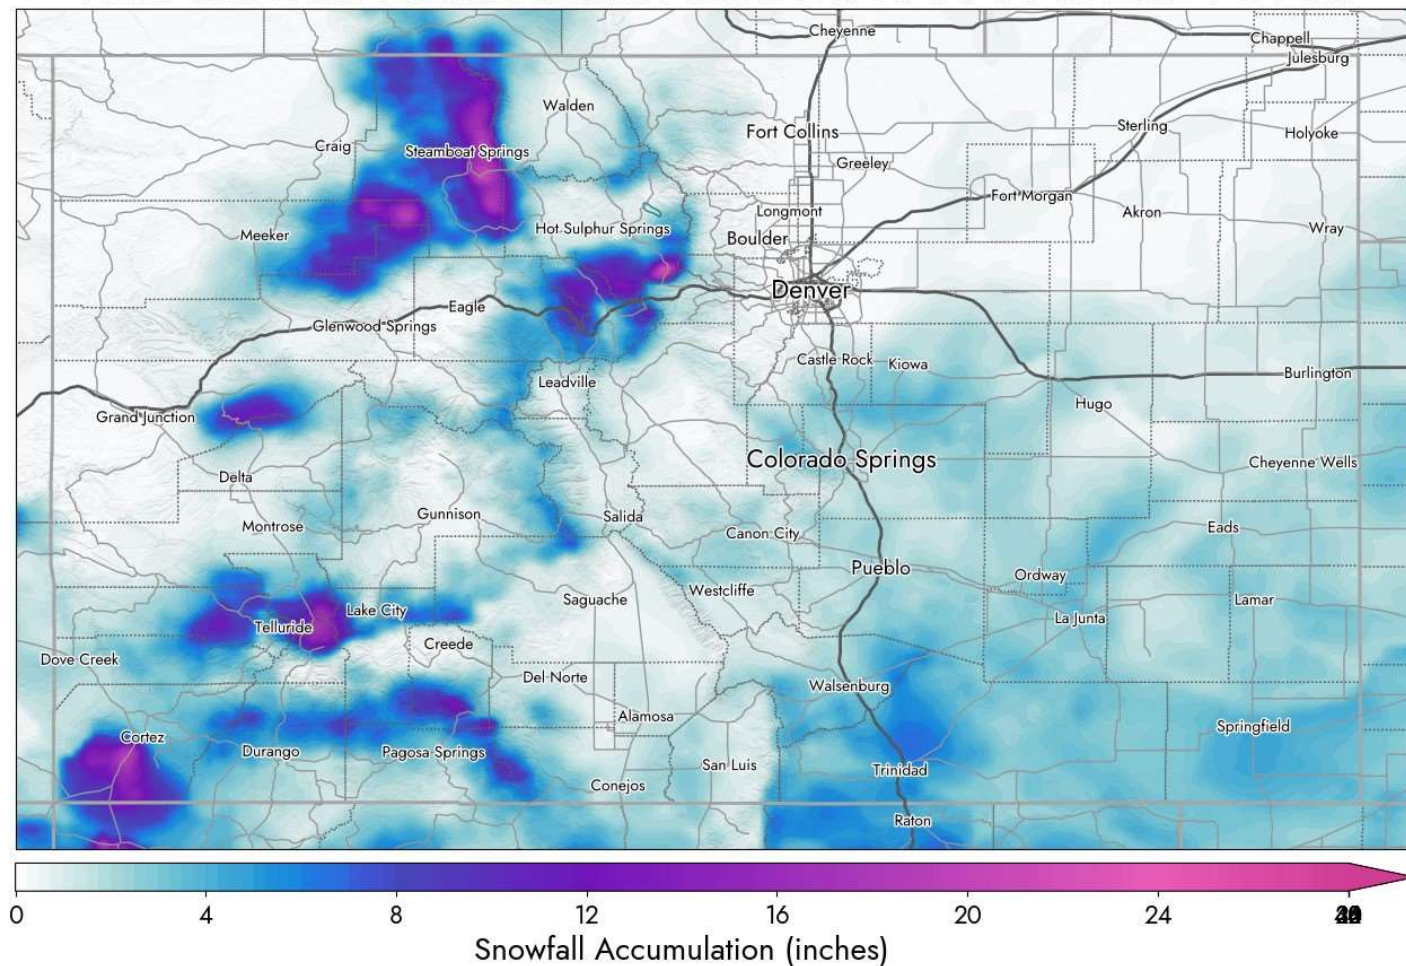 Cheyenne
Chappell
Julesburg
Walden
Fort Collins
Sterling
Holyoke
Craig
Steamboat Springs
Greeley
Fort Morgan
Longmont
Akron
Meeker
Hot Sulphur Springs
Boulder
Wray
Denver
Eagle
Glenwood Springs
Castle Rock
Kiowa
Burlington
Leadville
Grand Junction
Hugo
Colorado Springs
Cheyenne Wells
Delta
Montrose
Gunnison
Salida
Canon City
Eads
Pueblo
Ordway
Lake City
Saguache
Westcliffe
Lamar
Telluride
La Junta
Creede
Dove Creek
Del Norte
Walsenburg
Alamosa
Springfield
Cortez
Durango
Pagosa Springs
San Luis
Trinidad
Conejos
Raton
0 4 8 12 16 20 24
Snowfall Accumulation (inches)